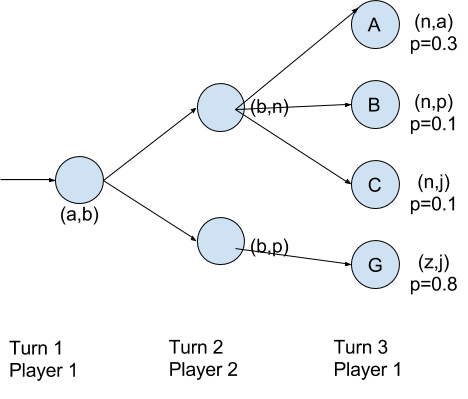 A
(n,a)
p=0.3
(b,n)
B
(n,p)
p=0.1
C
(n,j)
p=0.1
(a,b)
(b,p)
G
(z,j)
p=0.8
Turn 1
Player 1
Turn 2
Player 2
Turn 3
Player 1